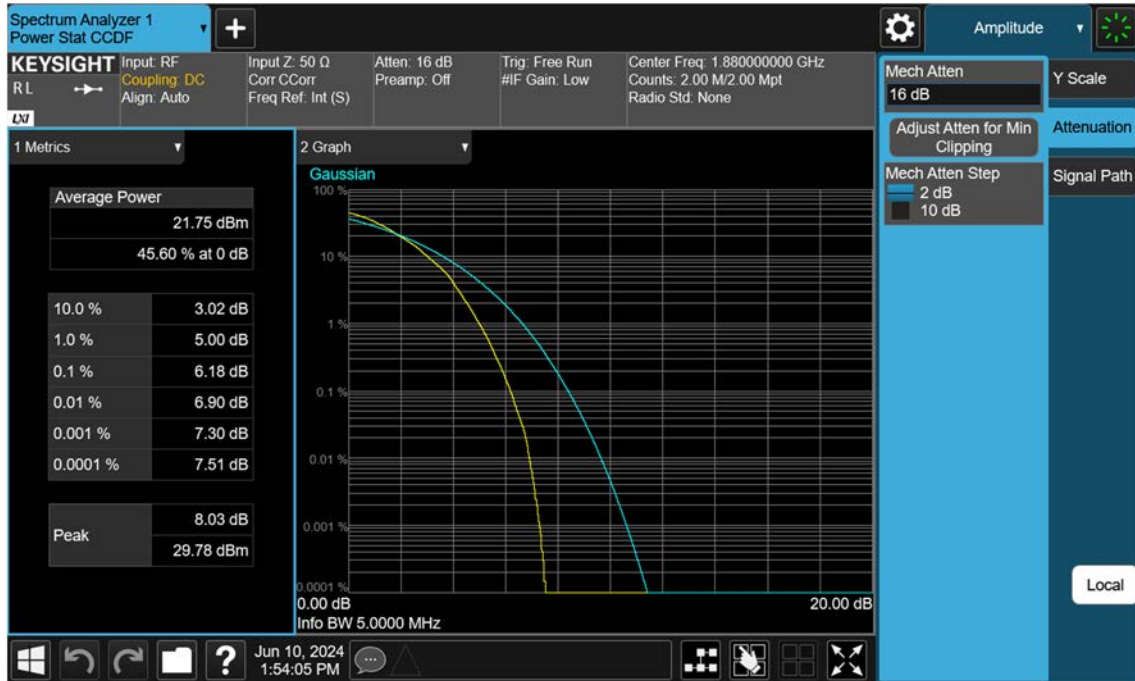 Spectrum Analyzer 1
Power Stat CCDF
Amplitude
KEYSIGHT
R L
LXI
Input: RF
Coupling: DC
Align: Auto
Input Z: 50 Ω
Corr CCorr
Freq Ref: Int (S)
Atten: 16 dB
Preamp: Off
Trig: Free Run
#IF Gain: Low
Center Freq: 1.880000000 GHz
Counts: 2.00 M/2.00 Mpt
Radio Std: None
Mech Atten
16 dB
Adjust Atten for Min
Clipping
Mech Atten Step
2 dB
10 dB
Y Scale
Attenuation
Signal Path
1 Metrics
Average Power
21.75 dBm
45.60 % at 0 dB
10.0 % 3.02 dB
1.0 % 5.00 dB
0.1 % 6.18 dB
0.01 % 6.90 dB
0.001 % 7.30 dB
0.0001 % 7.51 dB
Peak
8.03 dB
29.78 dBm
2 Graph
Gaussian
100 %
10 %
1 %
0.1 %
0.01 %
0.001 %
0.0001 %
0.00 dB 20.00 dB
Info BW 5.0000 MHz
Local
?
Jun 10, 2024
1:54:05 PM